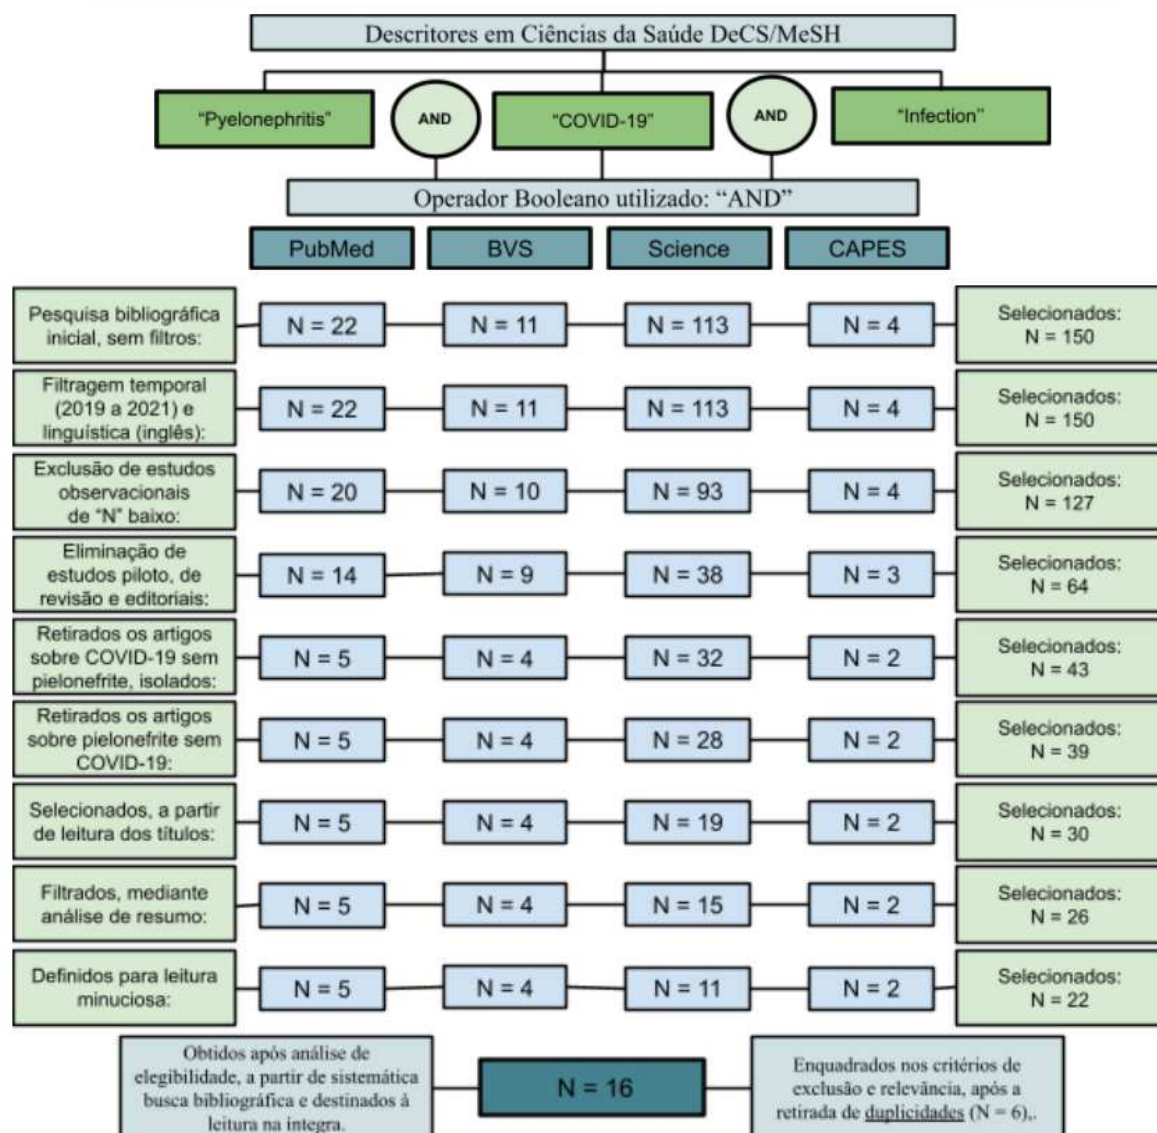 Descritores em Ciências da Saúde DeCS/MeSH
“Pyelonephritis”
AND
“COVID-19”
AND
“Infection”
Operador Booleano utilizado: “AND”
PubMed
BVS
Science
CAPES
Pesquisa bibliográfica
inicial, sem filtros:
N = 22
N = 11
N = 113
N = 4
Selecionados:
N = 150
Filtragem temporal
(2019 a 2021) e
linguística (inglês):
N = 22
N = 11
N = 113
N = 4
Selecionados:
N = 150
Exclusão de estudos
observacionais
de “N” baixo:
N = 20
N = 10
N = 93
N = 4
Selecionados:
N = 127
Eliminação de
estudos piloto, de
revisão e editoriais:
N = 14
N = 9
N = 38
N = 3
Selecionados:
N = 64
Retirados os artigos
sobre COVID-19 sem
pielonefrite, isolados:
N = 5
N = 4
N = 32
N = 2
Selecionados:
N = 43
Retirados os artigos
sobre pielonefrite sem
COVID-19:
N = 5
N = 4
N = 28
N = 2
Selecionados:
N = 39
Selecionados, a partir
de leitura dos títulos:
N = 5
N = 4
N = 19
N = 2
Selecionados:
N = 30
Filtrados, mediante
análise de resumo:
N = 5
N = 4
N = 15
N = 2
Selecionados:
N = 26
Definidos para leitura
minuciosa:
N = 5
N = 4
N = 11
N = 2
Selecionados:
N = 22
Obtidos após análise de
elegibilidade, a partir de sistemática
busca bibliográfica e destinados à
leitura na íntegra.
N = 16
Enquadrados nos critérios de
exclusão e relevância, após a
retirada de duplicidades (N = 6),.